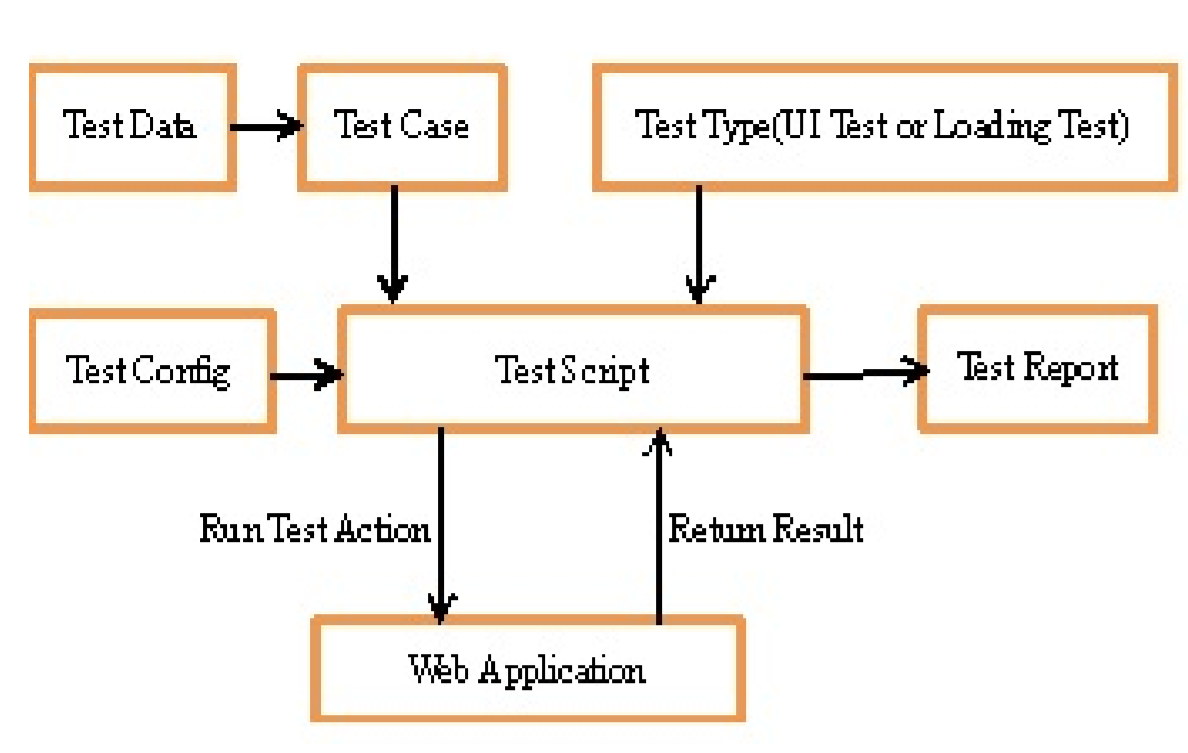 Test Data
Test Case
Test Type(UI Test or Loading Test)
Test Config
Test Script
Test Report
Run Test Action
Return Result
Web Application